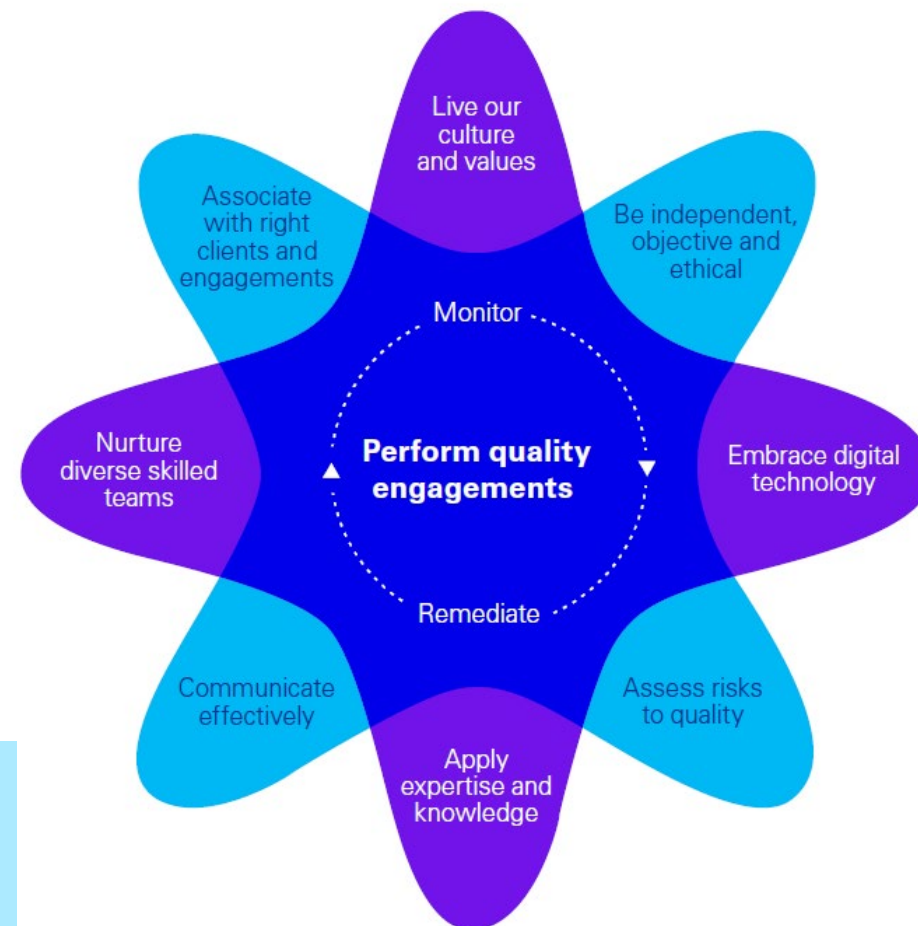 Live our
culture
and values
Associate
with right
clients and
engagements
Be independent,
objective and
ethical
Monitor
Nurture
diverse skilled
teams
Perform quality
engagements
Embrace digital
technology
Remediate
Communicate
effectively
Assess risks
to quality
Apply
expertise and
knowledge